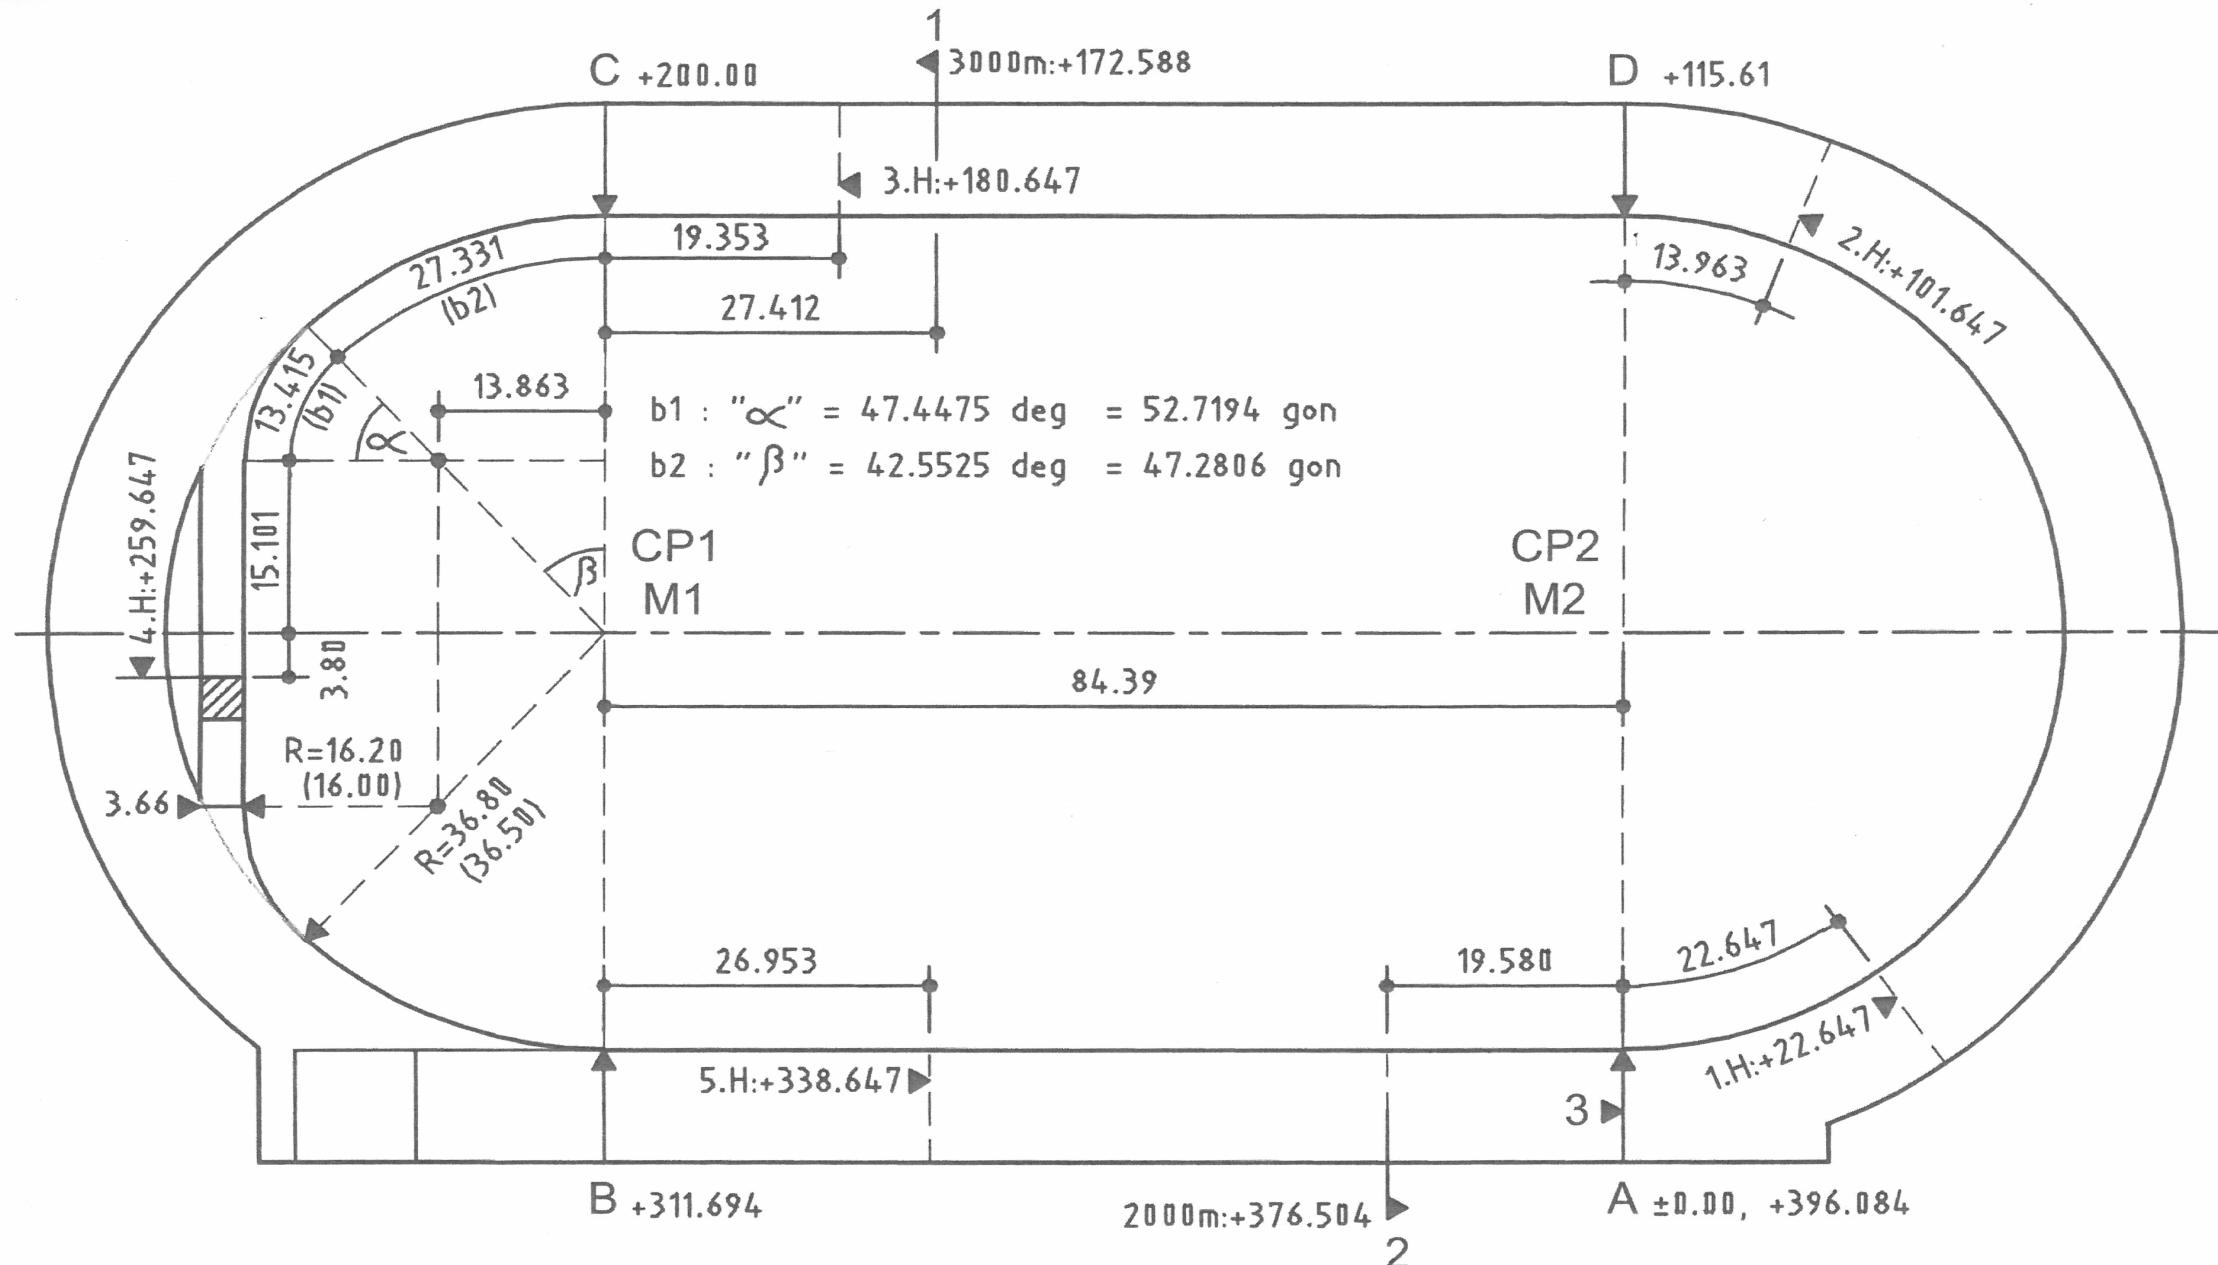 1
3000m:+172.588
C +200.00
D +115.61
3.H:+180.647
19.353
27.412
27.331
(b2)
13.963
2.H:+101.647
13.415
(b1)
α
13.863
b1 : "α" = 47.4475 deg = 52.7194 gon
b2 : "β" = 42.5525 deg = 47.2806 gon
4.H:+259.647
15.101
β
CP1
M1
CP2
M2
3.80
84.39
R=16.20
(16.00)
3.66
R=36.80
(36.50)
26.953
19.580
22.647
5.H:+338.647
1.H:+22.647
3
B +311.694
2000m:+376.504
2
A ±0.00, +396.084